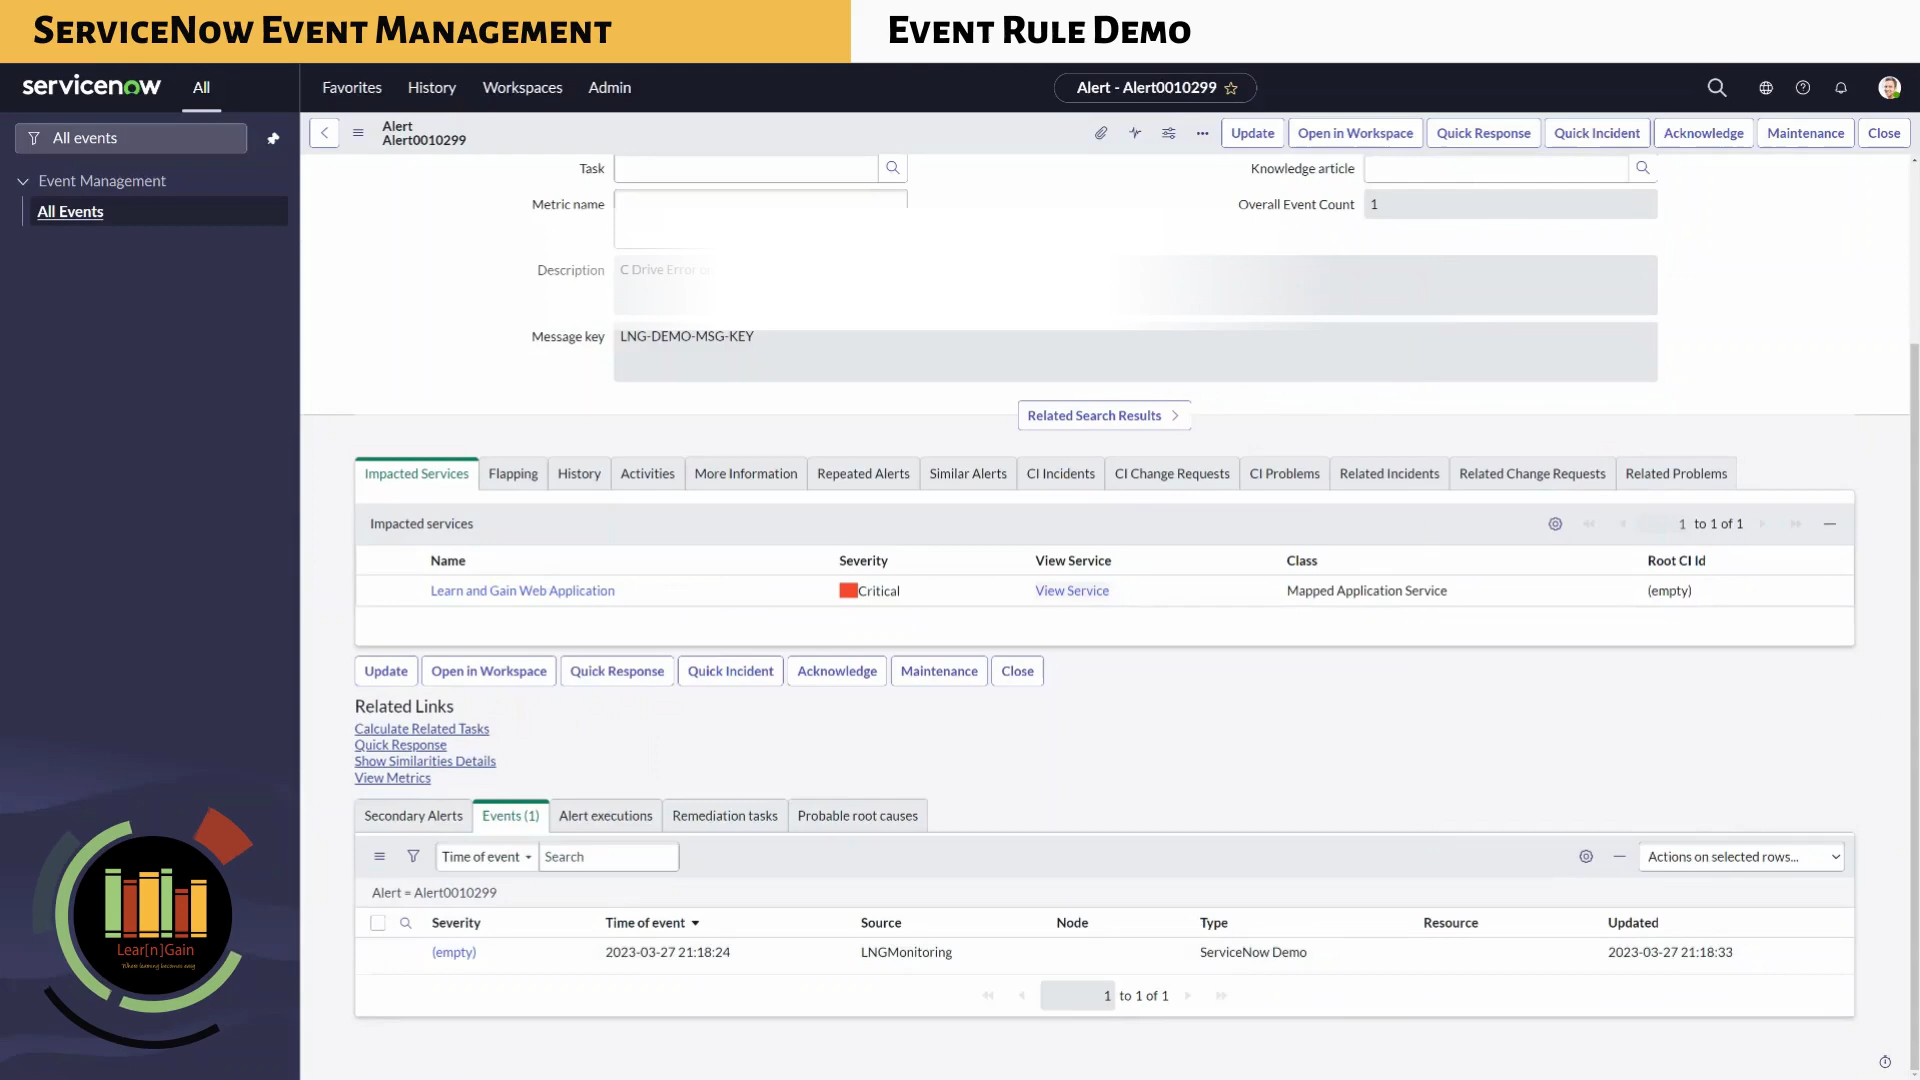 ServiceNow Event Management
Event Rule Demo
servicenow
All
Favorites
History
Workspaces
Admin
Alert - Alert0010299
All events
Event Management
All Events
Alert
Alert0010299
Update
Open in Workspace
Quick Response
Quick Incident
Acknowledge
Maintenance
Close
Task
Knowledge article
Metric name
Overall Event Count
1
Description
C Drive Error
Message key
LNG-DEMO-MSG-KEY
Related Search Results
Impacted Services
Flapping
History
Activities
More Information
Repeated Alerts
Similar Alerts
CI Incidents
CI Change Requests
CI Problems
Related Incidents
Related Change Requests
Related Problems
Impacted services
1 to 1 of 1
Name Severity View Service Class Root CI Id
Learn and Gain Web Application Critical View Service Mapped Application Service (empty)
Update
Open in Workspace
Quick Response
Quick Incident
Acknowledge
Maintenance
Close
Related Links
Calculate Related Tasks
Quick Response
Show Similarities Details
View Metrics
Secondary Alerts
Events (1)
Alert executions
Remediation tasks
Probable root causes
Time of event
Search
Actions on selected rows...
Alert = Alert0010299
Severity Time of event Source Node Type Resource Updated
(empty) 2023-03-27 21:18:24 LNGMonitoring ServiceNow Demo 2023-03-27 21:18:33
1 to 1 of 1
Lear[n]Gain
Where learning becomes easy